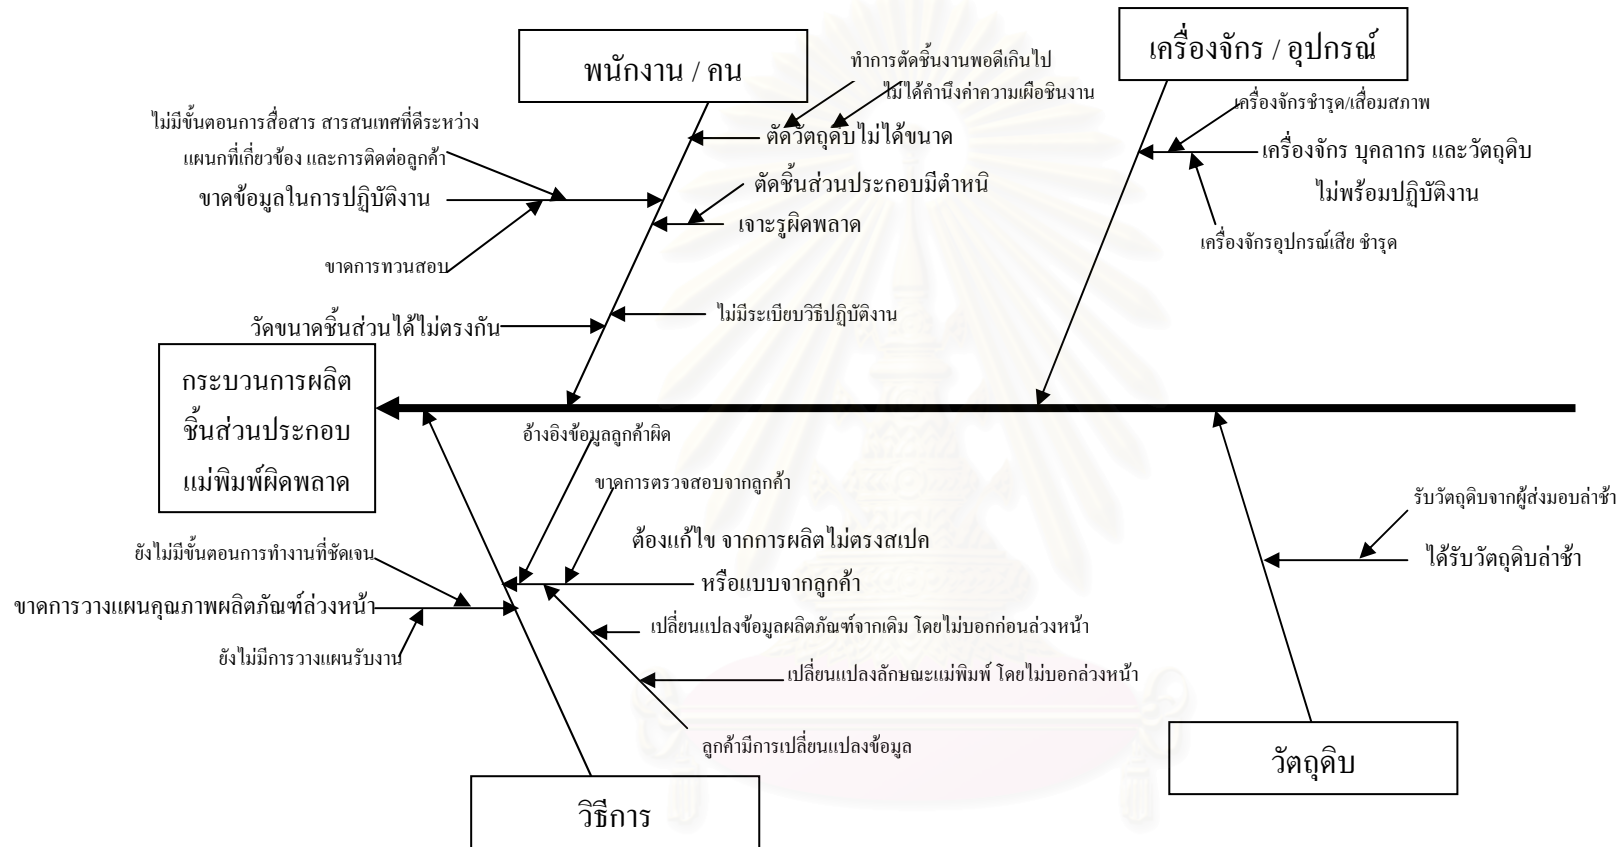 พนักงาน / คน
เครื่องจักร / อุปกรณ์
ทำการตัดชิ้นงานพอดีเกินไป
ไม่ได้คำนึงค่าความเผื่อชินงาน
ตัดวัตถุดิบไม่ได้ขนาด
ไม่มีขั้นตอนการสื่อสาร สารสนเทศที่ดีระหว่าง
แผนกที่เกี่ยวข้อง และการติดต่อลูกค้า
ขาดข้อมูลในการปฏิบัติงาน
ตัดชิ้นส่วนประกอบมีตำหนิ
เจาะรูผิดพลาด
ขาดการทวนสอบ
ไม่มีระเบียบวิธีปฏิบัติงาน
วัดขนาดชิ้นส่วนได้ไม่ตรงกัน
เครื่องจักรชำรุด/เสื่อมสภาพ
เครื่องจักร บุคลากร และวัตถุดิบ
ไม่พร้อมปฏิบัติงาน
เครื่องจักรอุปกรณ์เสีย ชำรุด
กระบวนการผลิต
ชิ้นส่วนประกอบ
แม่พิมพ์ผิดพลาด
อ้างอิงข้อมูลลูกค้าผิด
ขาดการตรวจสอบจากลูกค้า
ต้องแก้ไข จากการผลิตไม่ตรงสเปค
หรือแบบจากลูกค้า
ยังไม่มีขั้นตอนการทำงานที่ชัดเจน
ขาดการวางแผนคุณภาพผลิตภัณฑ์ล่วงหน้า
ยังไม่มีการวางแผนรับงาน
เปลี่ยนแปลงข้อมูลผลิตภัณฑ์จากเดิม โดยไม่บอกก่อนล่วงหน้า
เปลี่ยนแปลงลักษณะแม่พิมพ์ โดยไม่บอกล่วงหน้า
ลูกค้ามีการเปลี่ยนแปลงข้อมูล
รับวัตถุดิบจากผู้ส่งมอบล่าช้า
ได้รับวัตถุดิบล่าช้า
วัตถุดิบ
วิธีการ